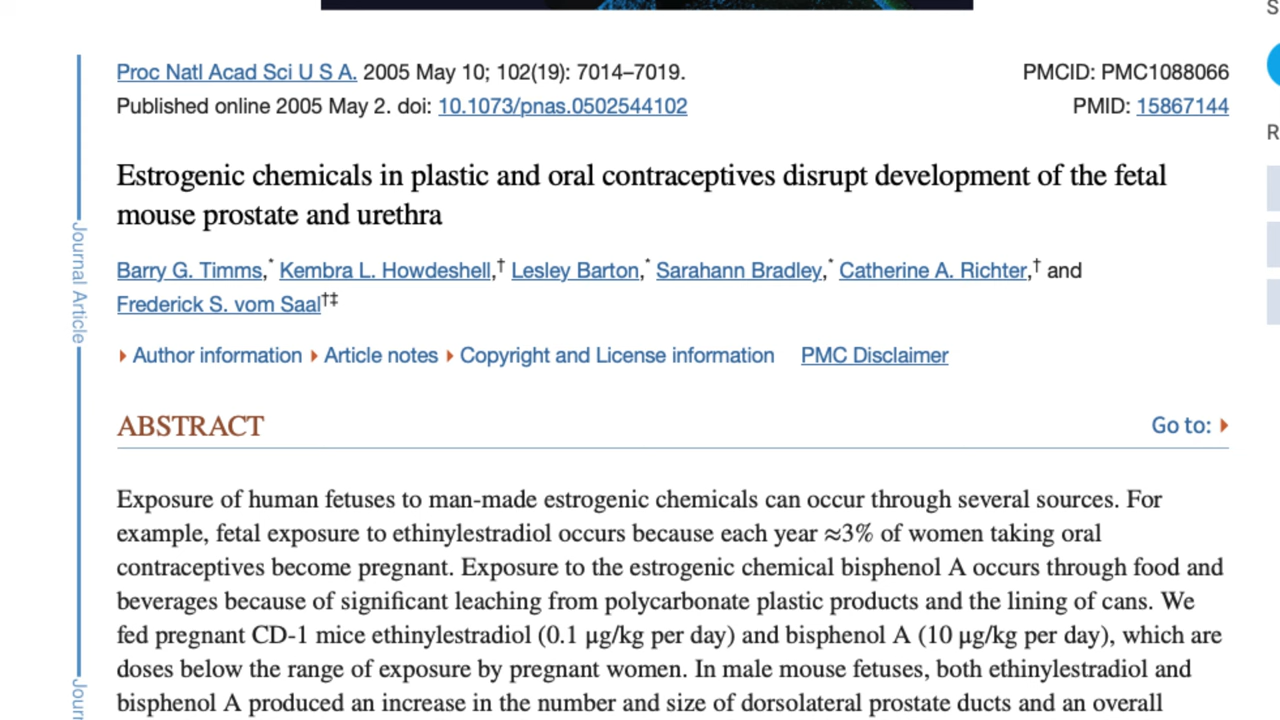 Proc Natl Acad Sci U S A. 2005 May 10; 102(19): 7014–7019.
PMCID: PMC1088066
Published online 2005 May 2. doi: 10.1073/pnas.0502544102
PMID: 15867144
Estrogenic chemicals in plastic and oral contraceptives disrupt development of the fetal
mouse prostate and urethra
Barry G. Timms,* Kembra L. Howdeshell,† Lesley Barton,* Sarahann Bradley,* Catherine A. Richter,† and
Frederick S. vom Saal†‡
Author information Article notes Copyright and License information PMC Disclaimer
Journal Article
ABSTRACT
Go to:
Exposure of human fetuses to man-made estrogenic chemicals can occur through several sources. For
example, fetal exposure to ethinylestradiol occurs because each year ≈3% of women taking oral
contraceptives become pregnant. Exposure to the estrogenic chemical bisphenol A occurs through food and
beverages because of significant leaching from polycarbonate plastic products and the lining of cans. We
fed pregnant CD-1 mice ethinylestradiol (0.1 μg/kg per day) and bisphenol A (10 μg/kg per day), which are
doses below the range of exposure by pregnant women. In male mouse fetuses, both ethinylestradiol and
bisphenol A produced an increase in the number and size of dorsolateral prostate ducts and an overall